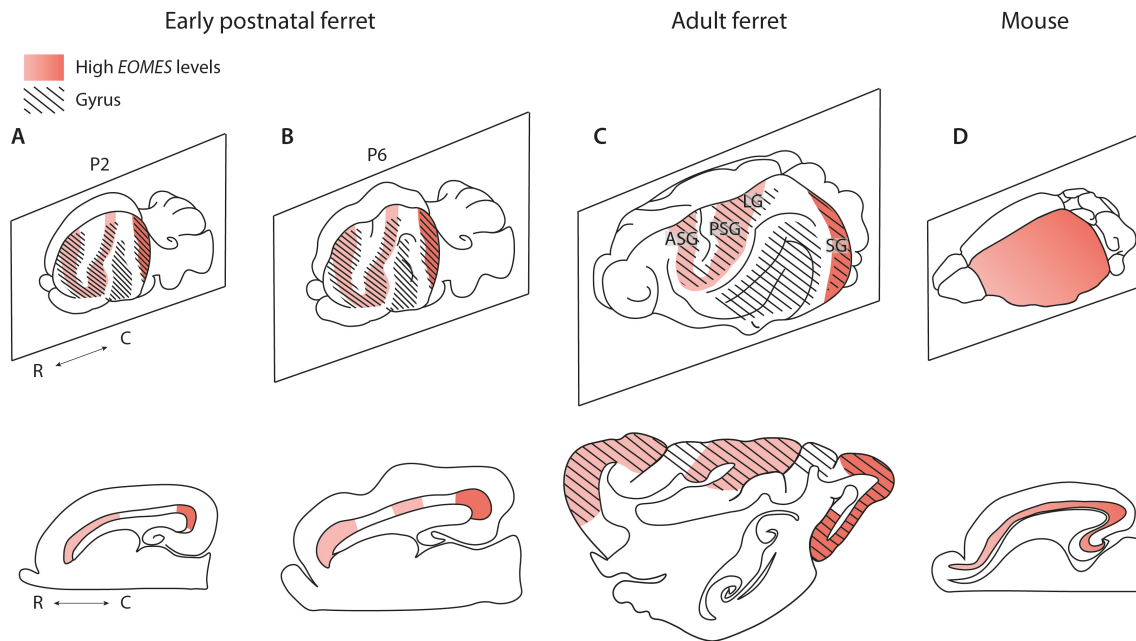 Early postnatal ferret
Adult ferret
Mouse
High EOMES levels
Gyrus
A
B
C
D
P2
P6
LG
ASG
PSG
SG
C
R
R
C